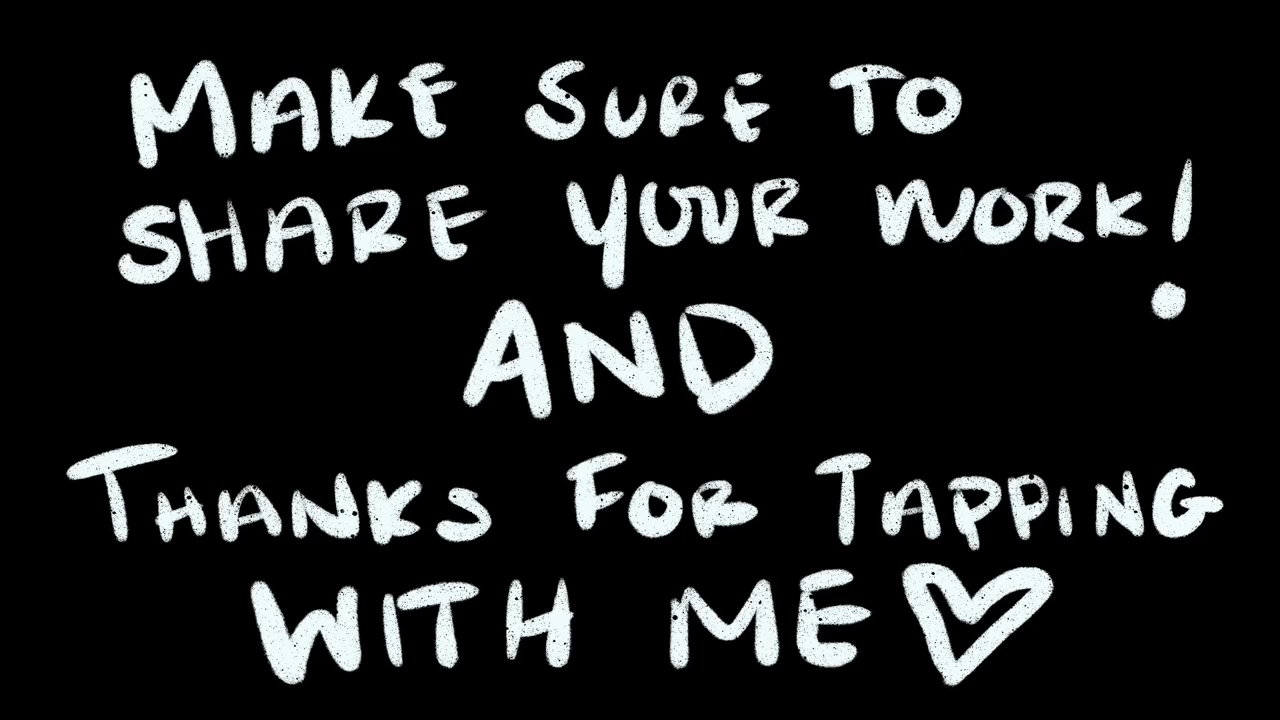 MAKE SURE TO
SHARE YOUR WORK!
AND
THANKS FOR TAPPING
WITH ME♡